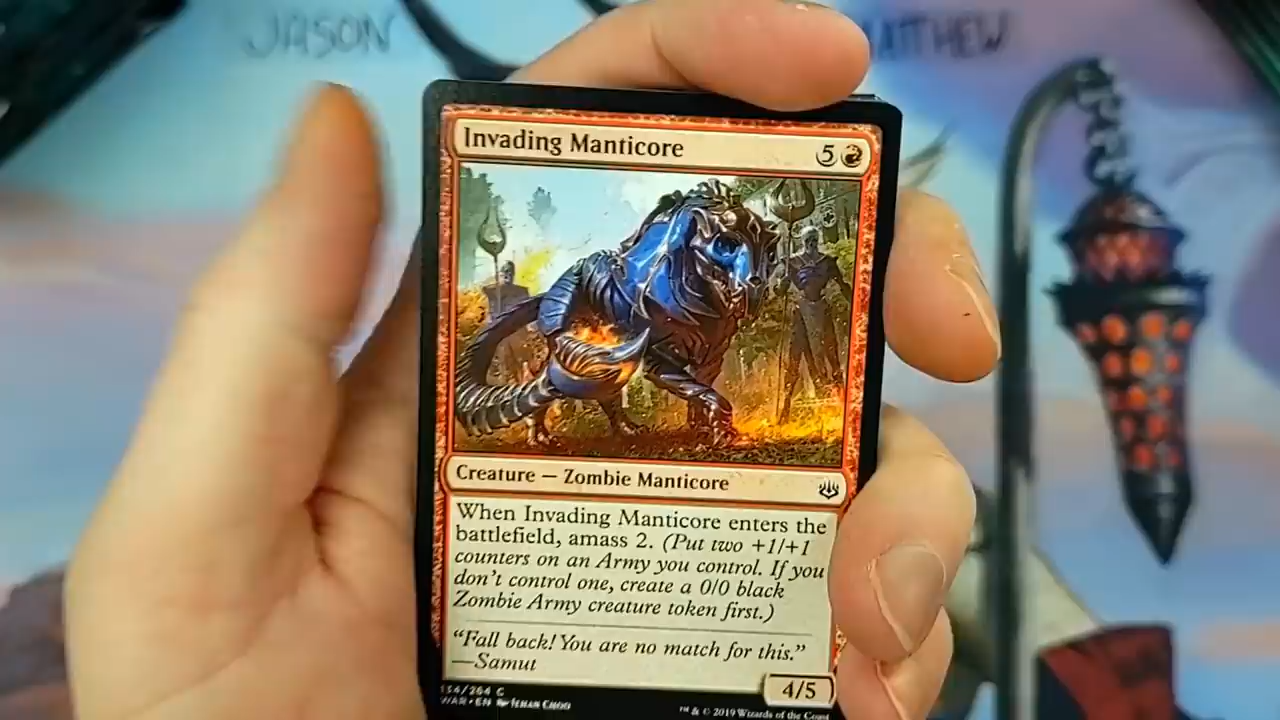 JASON
MATTHEW
Invading Manticore
5
Creature — Zombie Manticore
When Invading Manticore enters the
battlefield, amass 2. (Put two +1/+1
counters on an Army you control. If you
don't control one, create a 0/0 black
Zombie Army creature token first.)
"Fall back! You are no match for this."
—Samut
4/5
134/264 C
WAR • EN
™ & © 2019 Wizards of the Coast